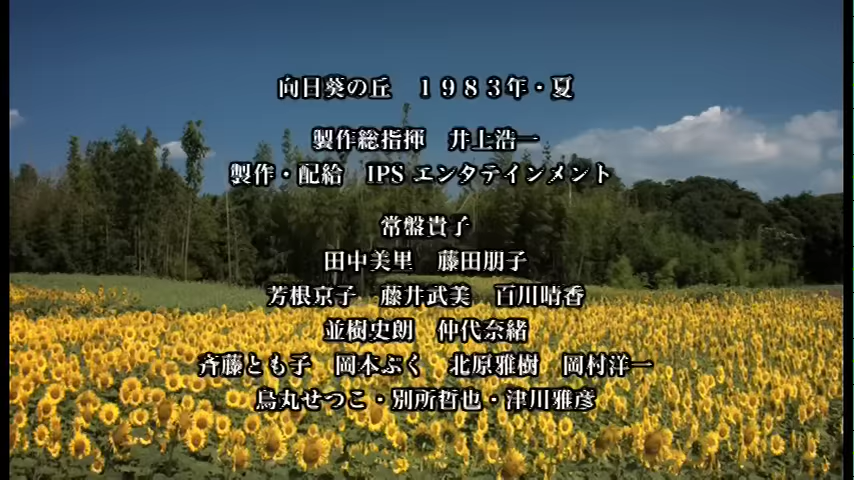 向日葵の丘　１９８３年・夏
製作総指揮　井上浩一
製作・配給　IPS エンタテインメント
常盤貴子
田中美里　藤田朋子
芳根京子　藤井武美　百川晴香
並樹史朗　仲代奈緒
斉藤とも子　岡本ぷく　北原雅樹　岡村洋一
烏丸せつこ・別所哲也・津川雅彦